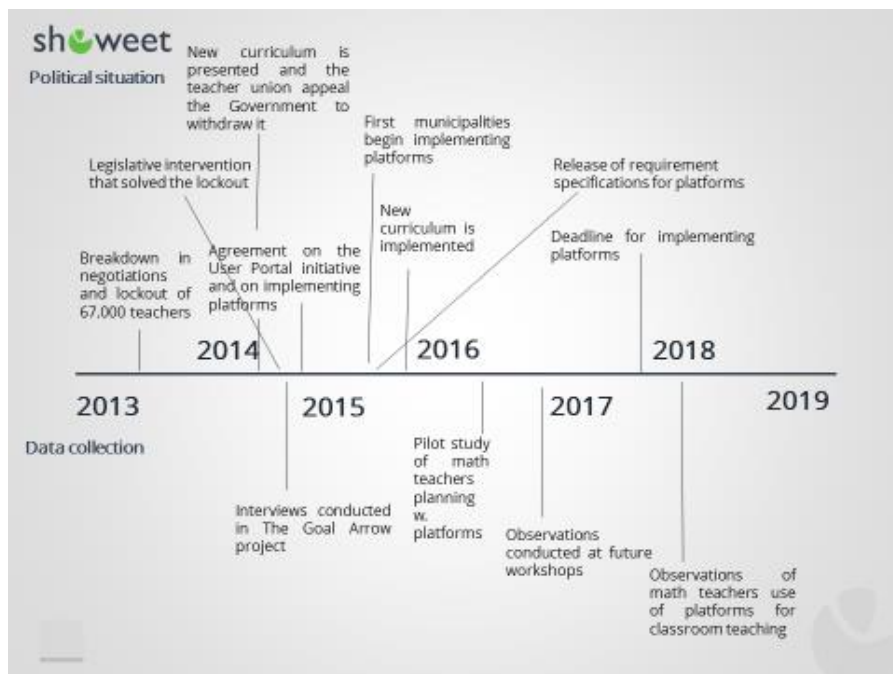 showeet
Political situation
New curriculum is
presented and the
teacher union appeal
the Government to
withdraw it
First municipalities
begin implementing
platforms
Legislative intervention
that solved the lockout
Release of requirement
specifications for platforms
New
curriculum is
implemented
Deadline for implementing
platforms
Breakdown in
negotiations
and lockout of
67.000 teachers
Agreement on the
User Portal initiative
and on implementing
platforms
2014
2016
2018
2013
2015
2017
2019
Data collection
Pilot study
of math
teachers
planning
w.
platforms
Interviews conducted
in The Goal Arrow
project
Observations
conducted at future
workshops
Observations of
math teachers use
of platforms for
classroom teaching